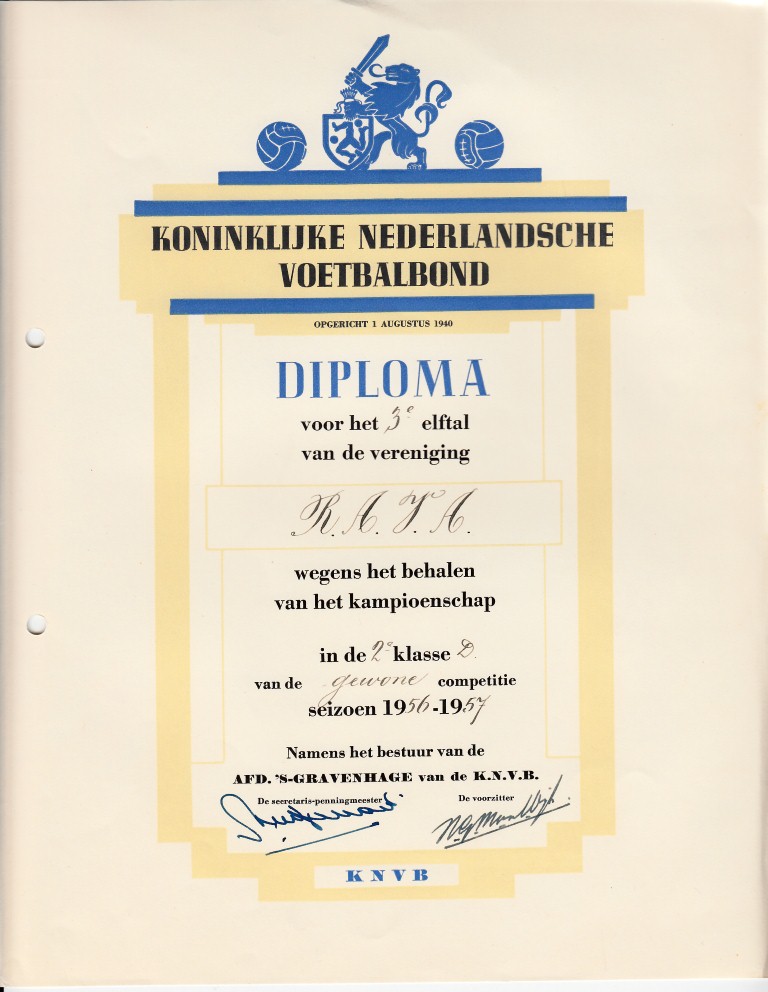 KONINKLIJKE NEDERLANDSCHE
VOETBALBOND
OPGERICHT 1 AUGUSTUS 1940
DIPLOMA
voor het 3e elftal
van de vereniging
R.A.V.A.
wegens het behalen
van het kampioenschap
in de 2e klasse D.
van de gewone competitie
seizoen 1956-1957
Namens het bestuur van de
AFD. 'S-GRAVENHAGE van de K.N.V.B.
De secretaris-penningmeester De voorzitter
KNVB